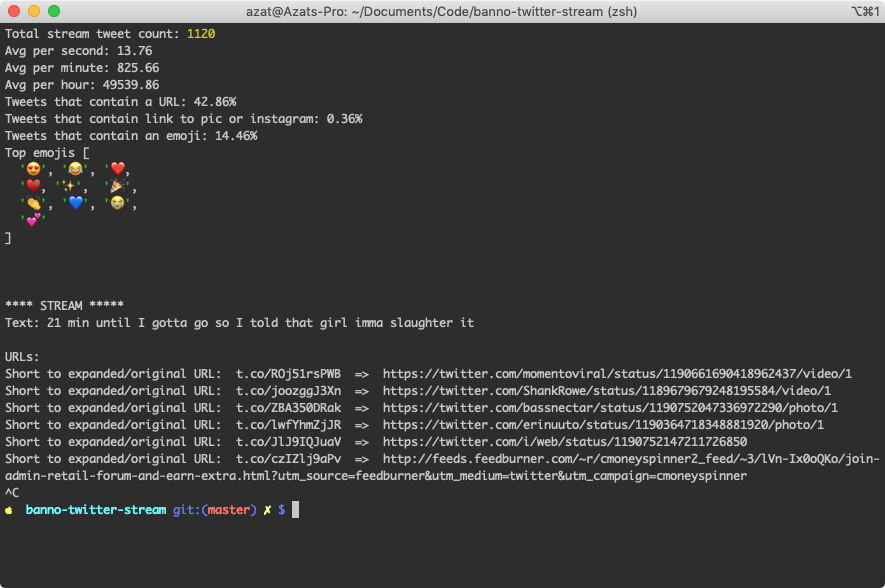 azat@Azats-Pro: ~/Documents/Code/banno-twitter-stream (zsh)
⌥⌘1
Total stream tweet count: 1120
Avg per second: 13.76
Avg per minute: 825.66
Avg per hour: 49539.86
Tweets that contain a URL: 42.86%
Tweets that contain link to pic or instagram: 0.36%
Tweets that contain an emoji: 14.46%
Top emojis [
'😍', '😂', '❤️,
'♥️, '✨', '🎉',
'👏', '💙', '😭',
'💕'
]
**** STREAM *****
Text: 21 min until I gotta go so I told that girl imma slaughter it
URLs:
Short to expanded/original URL: t.co/ROj51rsPWB => https://twitter.com/momentoviral/status/1190661690418962437/video/1
Short to expanded/original URL: t.co/joozggJ3Xn => https://twitter.com/ShankRowe/status/1189679679248195584/video/1
Short to expanded/original URL: t.co/ZBA350DRak => https://twitter.com/bassnectar/status/1190752047336972290/photo/1
Short to expanded/original URL: t.co/lwfYhmZjJR => https://twitter.com/erinuuto/status/1190364718348881920/photo/1
Short to expanded/original URL: t.co/JlJ9IQJuaV => https://twitter.com/i/web/status/1190752147211726850
Short to expanded/original URL: t.co/czIZlj9aPv => http://feeds.feedburner.com/~r/cmoneyspinner2_feed/~3/lVn-Ix0oQKo/join-
admin-retail-forum-and-earn-extra.html?utm_source=feedburner&utm_medium=twitter&utm_campaign=cmoneyspinner
^C
banno-twitter-stream git:(master) ✗ $